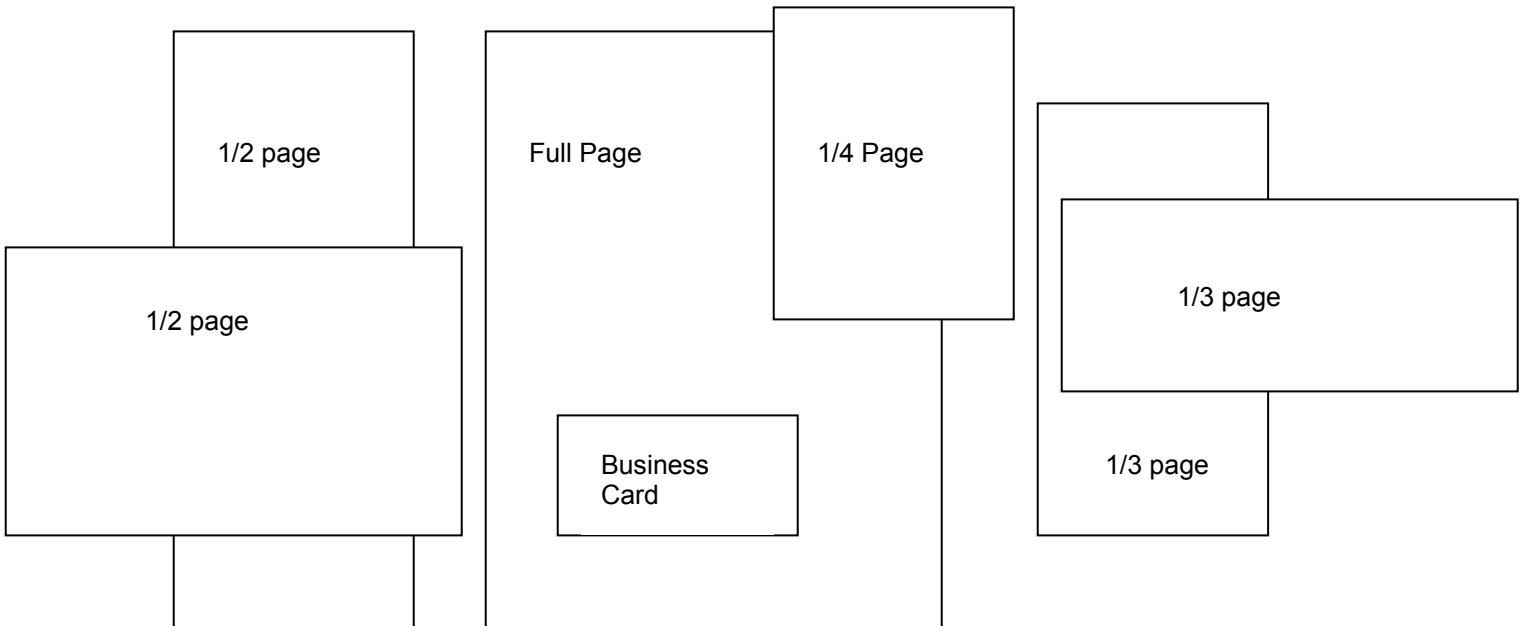 1/2 page
Full Page
1/4 Page
1/3 page
1/2 page
Business
Card
1/3 page